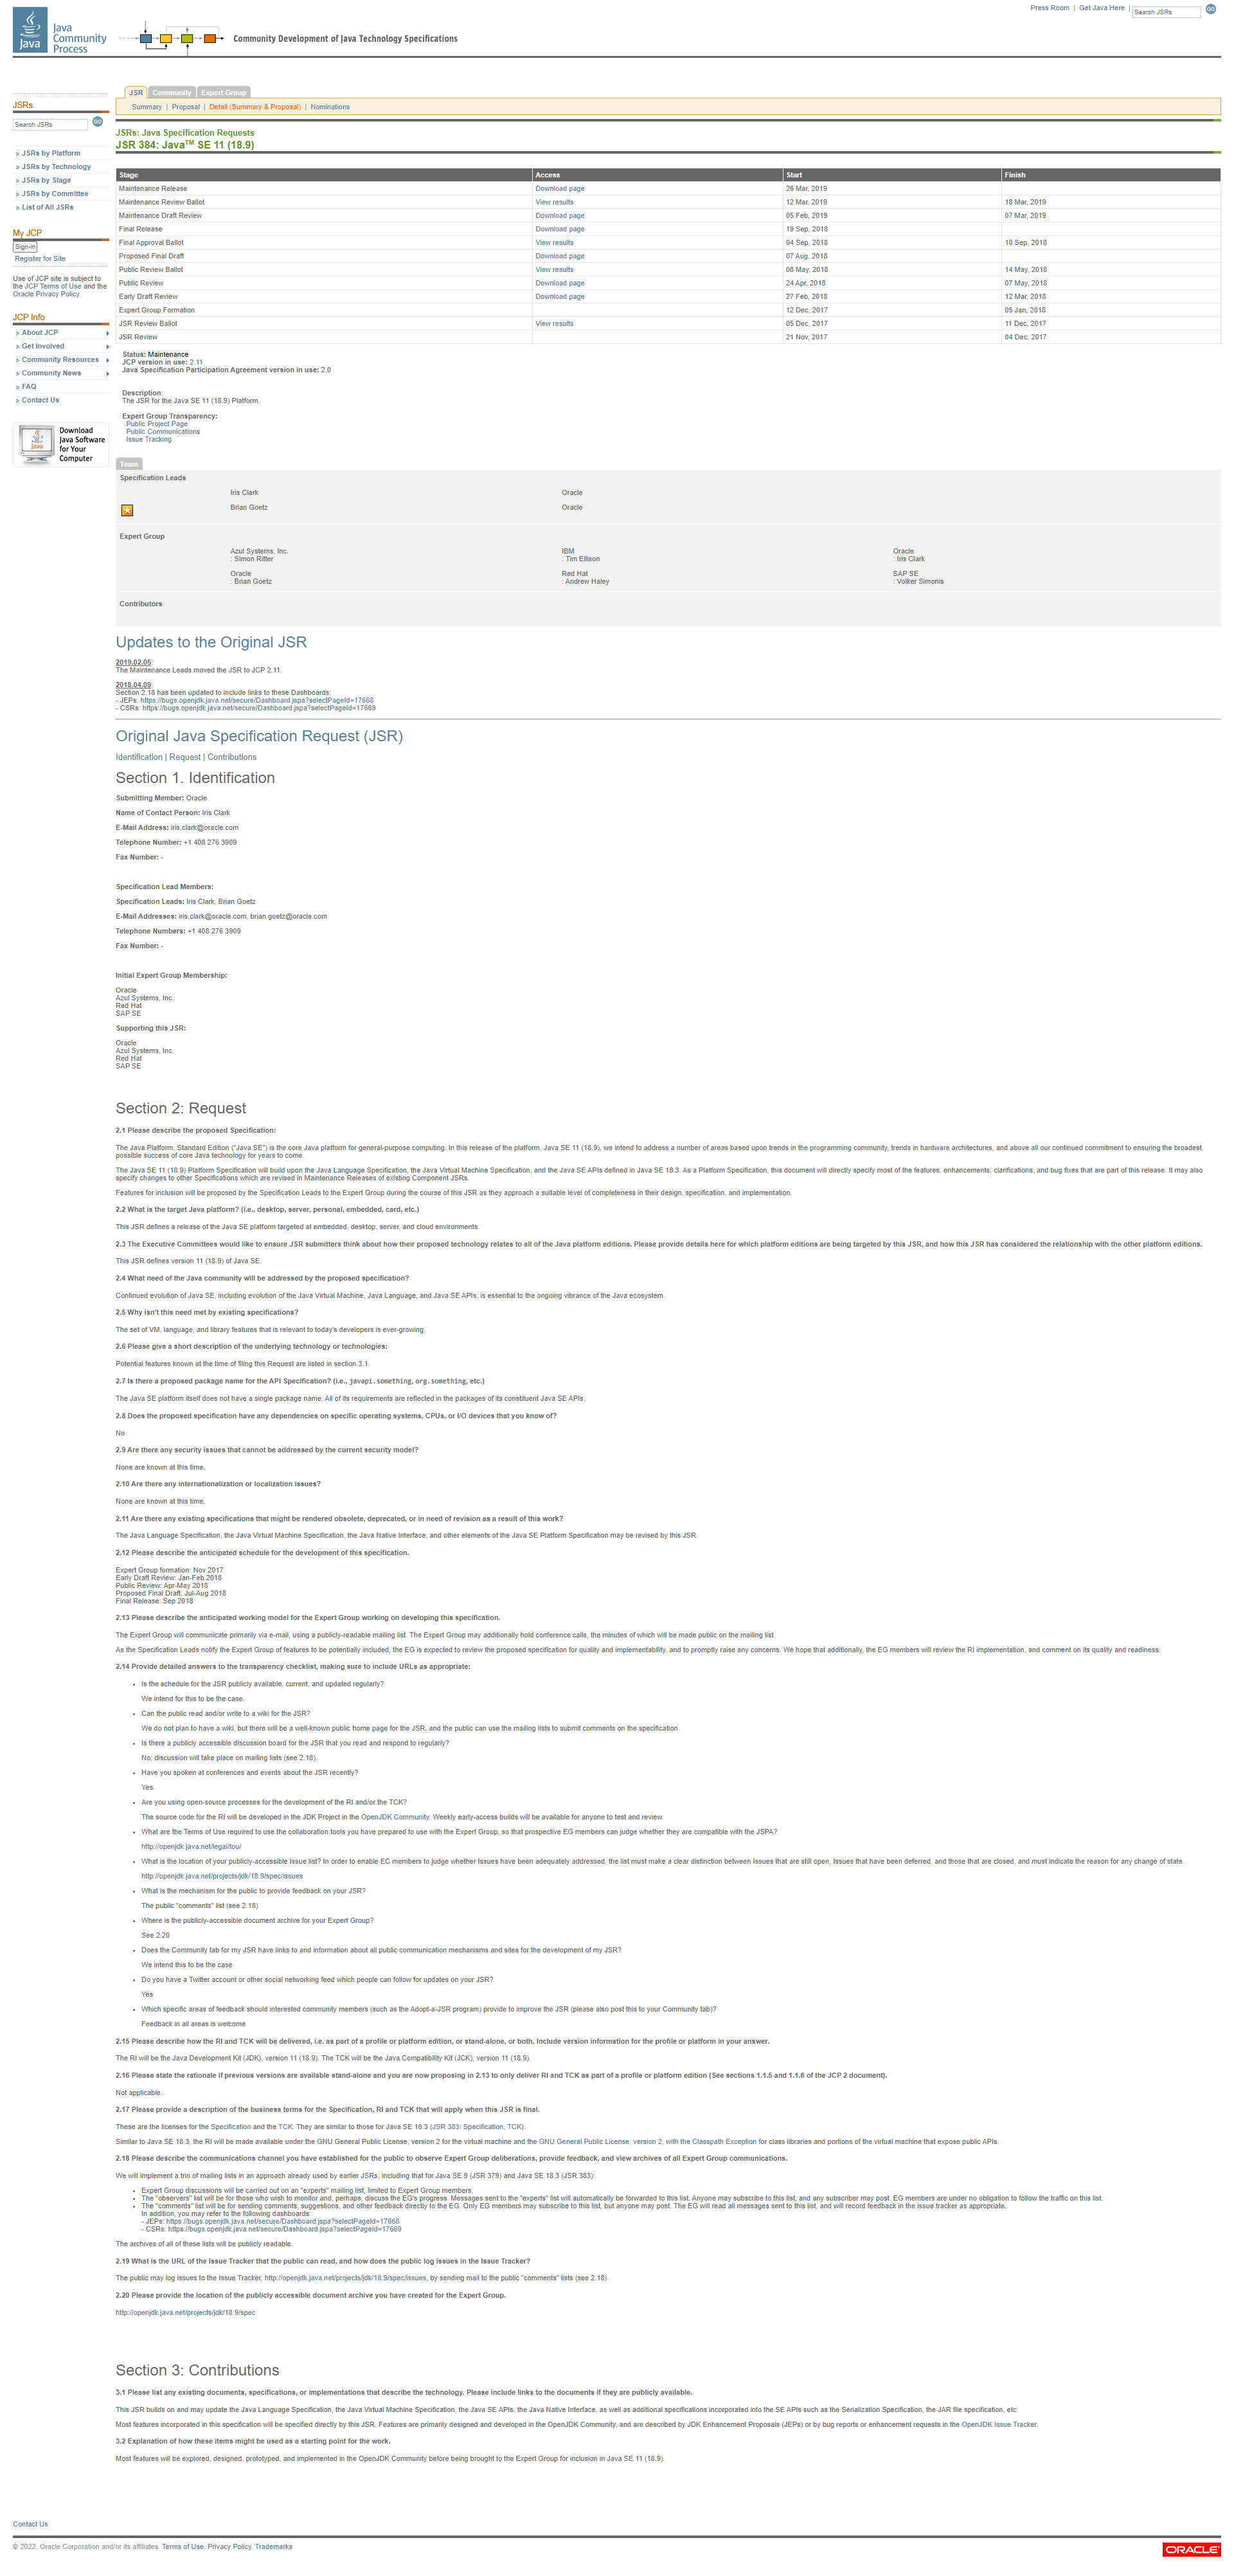 Press Room | Get Java Here | Search JSRs GO
Java
Java
Community
Process
Community Development of Java Technology Specifications
JSRs
Search JSRs GO
» JSRs by Platform
» JSRs by Technology
» JSRs by Stage
» JSRs by Committee
» List of All JSRs
My JCP
Sign-in
Register for Site
Use of JCP site is subject to
the JCP Terms of Use and the
Oracle Privacy Policy
JCP Info
» About JCP
» Get Involved
» Community Resources
» Community News
» FAQ
» Contact Us
Download
Java Software
for Your
Computer
JSR Community Expert Group
Summary | Proposal | Detail (Summary & Proposal) | Nominations
JSRs: Java Specification Requests
JSR 384: Java™ SE 11 (18.9)
Stage Access Start Finish
Maintenance Release Download page 26 Mar, 2019
Maintenance Review Ballot View results 12 Mar, 2019 18 Mar, 2019
Maintenance Draft Review Download page 05 Feb, 2019 07 Mar, 2019
Final Release Download page 19 Sep, 2018
Final Approval Ballot View results 04 Sep, 2018 10 Sep, 2018
Proposed Final Draft Download page 07 Aug, 2018
Public Review Ballot View results 08 May, 2018 14 May, 2018
Public Review Download page 24 Apr, 2018 07 May, 2018
Early Draft Review Download page 27 Feb, 2018 12 Mar, 2018
Expert Group Formation 12 Dec, 2017 05 Jan, 2018
JSR Review Ballot View results 05 Dec, 2017 11 Dec, 2017
JSR Review 21 Nov, 2017 04 Dec, 2017
Status: Maintenance
JCP version in use: 2.11
Java Specification Participation Agreement version in use: 2.0
Description:
The JSR for the Java SE 11 (18.9) Platform.
Expert Group Transparency:
Public Project Page
Public Communications
Issue Tracking
Team
Specification Leads
Iris Clark Oracle
Brian Goetz Oracle
Expert Group
Azul Systems, Inc. IBM Oracle
: Simon Ritter : Tim Ellison : Iris Clark
Oracle Red Hat SAP SE
: Brian Goetz : Andrew Haley : Volker Simonis
Contributors
Updates to the Original JSR
2019.02.05:
The Maintenance Leads moved the JSR to JCP 2.11.
2018.04.09:
Section 2.18 has been updated to include links to these Dashboards:
- JEPs: https://bugs.openjdk.java.net/secure/Dashboard.jspa?selectPageId=17668
- CSRs: https://bugs.openjdk.java.net/secure/Dashboard.jspa?selectPageId=17669
Original Java Specification Request (JSR)
Identification | Request | Contributions
Section 1. Identification
Submitting Member: Oracle
Name of Contact Person: Iris Clark
E-Mail Address: iris.clark@oracle.com
Telephone Number: +1 408 276 3909
Fax Number: -
Specification Lead Members:
Specification Leads: Iris Clark, Brian Goetz
E-Mail Addresses: iris.clark@oracle.com, brian.goetz@oracle.com
Telephone Numbers: +1 408 276 3909
Fax Number: -
Initial Expert Group Membership:
Oracle
Azul Systems, Inc.
Red Hat
SAP SE
Supporting this JSR:
Oracle
Azul Systems, Inc.
Red Hat
SAP SE
Section 2: Request
2.1 Please describe the proposed Specification:
The Java Platform, Standard Edition ("Java SE") is the core Java platform for general-purpose computing. In this release of the platform, Java SE 11 (18.9), we intend to address a number of areas based upon trends in the programming community, trends in hardware architectures, and above all our continued commitment to ensuring the broadest
possible success of core Java technology for years to come.
The Java SE 11 (18.9) Platform Specification will build upon the Java Language Specification, the Java Virtual Machine Specification, and the Java SE APIs defined in Java SE 18.3. As a Platform Specification, this document will directly specify most of the features, enhancements, clarifications, and bug fixes that are part of this release. It may also
specify changes to other Specifications which are revised in Maintenance Releases of existing Component JSRs.
Features for inclusion will be proposed by the Specification Leads to the Expert Group during the course of this JSR as they approach a suitable level of completeness in their design, specification, and implementation.
2.2 What is the target Java platform? (i.e., desktop, server, personal, embedded, card, etc.)
This JSR defines a release of the Java SE platform targeted at embedded, desktop, server, and cloud environments.
2.3 The Executive Committees would like to ensure JSR submitters think about how their proposed technology relates to all of the Java platform editions. Please provide details here for which platform editions are being targeted by this JSR, and how this JSR has considered the relationship with the other platform editions.
This JSR defines version 11 (18.9) of Java SE.
2.4 What need of the Java community will be addressed by the proposed specification?
Continued evolution of Java SE, including evolution of the Java Virtual Machine, Java Language, and Java SE APIs, is essential to the ongoing vibrance of the Java ecosystem.
2.5 Why isn't this need met by existing specifications?
The set of VM, language, and library features that is relevant to today's developers is ever-growing.
2.6 Please give a short description of the underlying technology or technologies:
Potential features known at the time of filing this Request are listed in section 3.1.
2.7 Is there a proposed package name for the API Specification? (i.e., javapi.something, org.something, etc.)
The Java SE platform itself does not have a single package name. All of its requirements are reflected in the packages of its constituent Java SE APIs.
2.8 Does the proposed specification have any dependencies on specific operating systems, CPUs, or I/O devices that you know of?
No
2.9 Are there any security issues that cannot be addressed by the current security model?
None are known at this time.
2.10 Are there any internationalization or localization issues?
None are known at this time.
2.11 Are there any existing specifications that might be rendered obsolete, deprecated, or in need of revision as a result of this work?
The Java Language Specification, the Java Virtual Machine Specification, the Java Native Interface, and other elements of the Java SE Platform Specification may be revised by this JSR.
2.12 Please describe the anticipated schedule for the development of this specification.
Expert Group formation: Nov 2017
Early Draft Review: Jan-Feb 2018
Public Review: Apr-May 2018
Proposed Final Draft: Jul-Aug 2018
Final Release: Sep 2018
2.13 Please describe the anticipated working model for the Expert Group working on developing this specification.
The Expert Group will communicate primarily via e-mail, using a publicly-readable mailing list. The Expert Group may additionally hold conference calls, the minutes of which will be made public on the mailing list.
As the Specification Leads notify the Expert Group of features to be potentially included, the EG is expected to review the proposed specification for quality and implementability, and to promptly raise any concerns. We hope that additionally, the EG members will review the RI implementation, and comment on its quality and readiness.
2.14 Provide detailed answers to the transparency checklist, making sure to include URLs as appropriate:
• Is the schedule for the JSR publicly available, current, and updated regularly?
We intend for this to be the case.
• Can the public read and/or write to a wiki for the JSR?
We do not plan to have a wiki, but there will be a well-known public home page for the JSR, and the public can use the mailing lists to submit comments on the specification.
• Is there a publicly accessible discussion board for the JSR that you read and respond to regularly?
No; discussion will take place on mailing lists (see 2.18).
• Have you spoken at conferences and events about the JSR recently?
Yes.
• Are you using open-source processes for the development of the RI and/or the TCK?
The source code for the RI will be developed in the JDK Project in the OpenJDK Community. Weekly early-access builds will be available for anyone to test and review.
• What are the Terms of Use required to use the collaboration tools you have prepared to use with the Expert Group, so that prospective EG members can judge whether they are compatible with the JSPA?
http://openjdk.java.net/legal/tou/
• What is the location of your publicly-accessible Issue list? In order to enable EC members to judge whether Issues have been adequately addressed, the list must make a clear distinction between Issues that are still open, Issues that have been deferred, and those that are closed, and must indicate the reason for any change of state.
http://openjdk.java.net/projects/jdk/18.9/spec/issues
• What is the mechanism for the public to provide feedback on your JSR?
The public "comments" list (see 2.18)
• Where is the publicly-accessible document archive for your Expert Group?
See 2.20
• Does the Community tab for my JSR have links to and information about all public communication mechanisms and sites for the development of my JSR?
We intend this to be the case
• Do you have a Twitter account or other social networking feed which people can follow for updates on your JSR?
Yes
• Which specific areas of feedback should interested community members (such as the Adopt-a-JSR program) provide to improve the JSR (please also post this to your Community tab)?
Feedback in all areas is welcome
2.15 Please describe how the RI and TCK will be delivered, i.e. as part of a profile or platform edition, or stand-alone, or both. Include version information for the profile or platform in your answer.
The RI will be the Java Development Kit (JDK), version 11 (18.9). The TCK will be the Java Compatibility Kit (JCK), version 11 (18.9).
2.16 Please state the rationale if previous versions are available stand-alone and you are now proposing in 2.13 to only deliver RI and TCK as part of a profile or platform edition (See sections 1.1.5 and 1.1.6 of the JCP 2 document).
Not applicable.
2.17 Please provide a description of the business terms for the Specification, RI and TCK that will apply when this JSR is final.
These are the licenses for the Specification and the TCK. They are similar to those for Java SE 18.3 (JSR 383: Specification, TCK).
Similar to Java SE 18.3, the RI will be made available under the GNU General Public License, version 2 for the virtual machine and the GNU General Public License, version 2, with the Classpath Exception for class libraries and portions of the virtual machine that expose public APIs.
2.18 Please describe the communications channel you have established for the public to observe Expert Group deliberations, provide feedback, and view archives of all Expert Group communications.
We will implement a trio of mailing lists in an approach already used by earlier JSRs, including that for Java SE 9 (JSR 379) and Java SE 18.3 (JSR 383):
• Expert Group discussions will be carried out on an "experts" mailing list, limited to Expert Group members.
• The "observers" list will be for those who wish to monitor and, perhaps, discuss the EG's progress. Messages sent to the "experts" list will automatically be forwarded to this list. Anyone may subscribe to this list, and any subscriber may post. EG members are under no obligation to follow the traffic on this list.
• The "comments" list will be for sending comments, suggestions, and other feedback directly to the EG. Only EG members may subscribe to this list, but anyone may post. The EG will read all messages sent to this list, and will record feedback in the issue tracker as appropriate.
In addition, you may refer to the following dashboards:
- JEPs: https://bugs.openjdk.java.net/secure/Dashboard.jspa?selectPageId=17668
- CSRs: https://bugs.openjdk.java.net/secure/Dashboard.jspa?selectPageId=17669
The archives of all of these lists will be publicly readable.
2.19 What is the URL of the Issue Tracker that the public can read, and how does the public log issues in the Issue Tracker?
The public may log issues to the Issue Tracker, http://openjdk.java.net/projects/jdk/18.9/spec/issues, by sending mail to the public "comments" lists (see 2.18).
2.20 Please provide the location of the publicly accessible document archive you have created for the Expert Group.
http://openjdk.java.net/projects/jdk/18.9/spec
Section 3: Contributions
3.1 Please list any existing documents, specifications, or implementations that describe the technology. Please include links to the documents if they are publicly available.
This JSR builds on and may update the Java Language Specification, the Java Virtual Machine Specification, the Java SE APIs, the Java Native Interface, as well as additional specifications incorporated into the SE APIs such as the Serialization Specification, the JAR file specification, etc.
Most features incorporated in this specification will be specified directly by this JSR. Features are primarily designed and developed in the OpenJDK Community, and are described by JDK Enhancement Proposals (JEPs) or by bug reports or enhancement requests in the OpenJDK Issue Tracker.
3.2 Explanation of how these items might be used as a starting point for the work.
Most features will be explored, designed, prototyped, and implemented in the OpenJDK Community before being brought to the Expert Group for inclusion in Java SE 11 (18.9).
Contact Us
© 2022, Oracle Corporation and/or its affiliates. Terms of Use. Privacy Policy. Trademarks
ORACLE